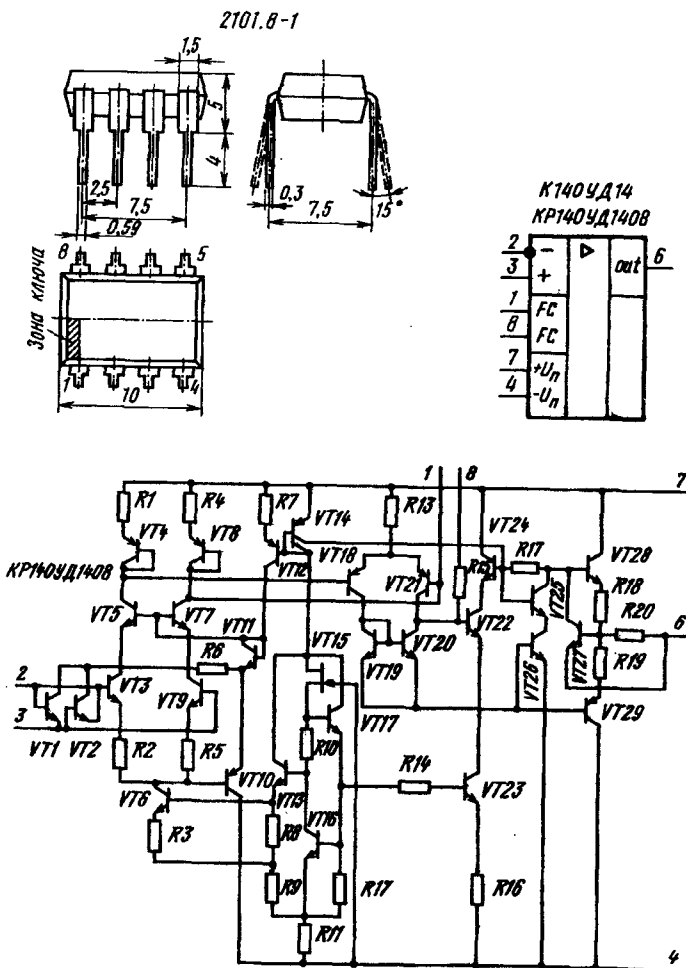 2101.8-1
1,5
5
4
2,5
7,5
0,59
0,3
7,5
15°
8
5
Зона ключа
1
4
10
К140УД14
КР140УД1408
2
−
out
6
3
+
1
FC
8
FC
7
+Uп
4
-Uп
1
8
7
R1
R4
R7
VT14
R13
VT24
VT4
VT8
VT12
VT18
VT21
R17
VT28
КР140УД1408
R18
VT25
R20
VT5
VT7
VT11
VT15
VT20
VT22
6
R6
VT19
VT27
R19
2
VT3
VT9
VT26
3
VT17
VT29
VT1
VT2
R2
R5
R10
VT10
R14
VT6
VT13
VT16
VT23
R3
R8
R9
R17
R16
R11
4